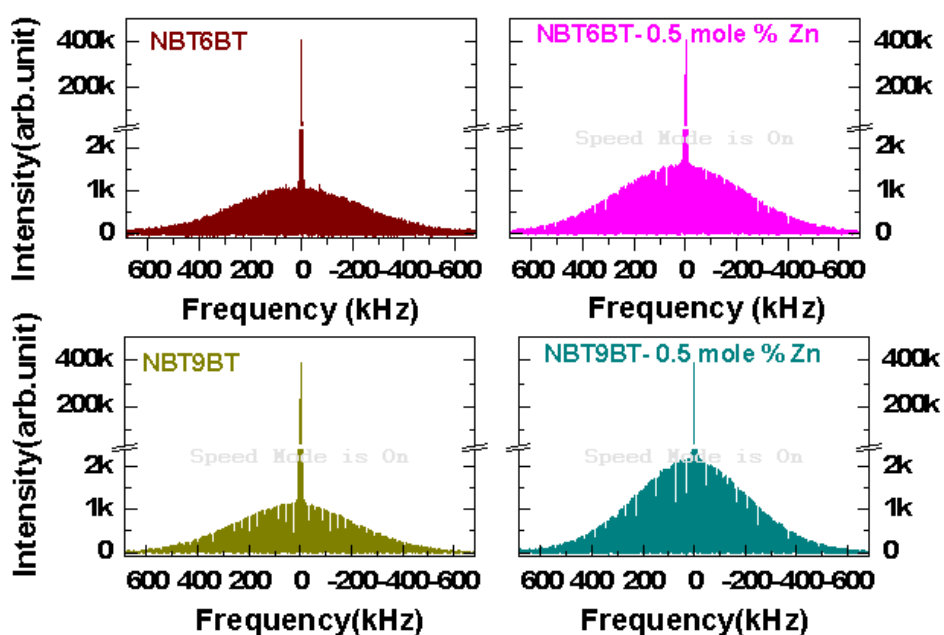 Intensity(arb.unit)
400k
200k
2k
1k
0
NBT6BT
600 400 200 0 -200-400-600
Frequency (kHz)
NBT6BT- 0.5 mole % Zn
Speed Mode is On
400k
200k
2k
1k
0
600 400 200 0 -200-400-600
Frequency (kHz)
Intensity(arb.unit)
400k
200k
2k
1k
0
NBT9BT
Speed Mode is On
600 400 200 0 -200-400-600
Frequency(kHz)
NBT9BT- 0.5 mole % Zn
Speed Mode is On
400k
200k
2k
1k
0
600 400 200 0 -200-400-600
Frequency(kHz)